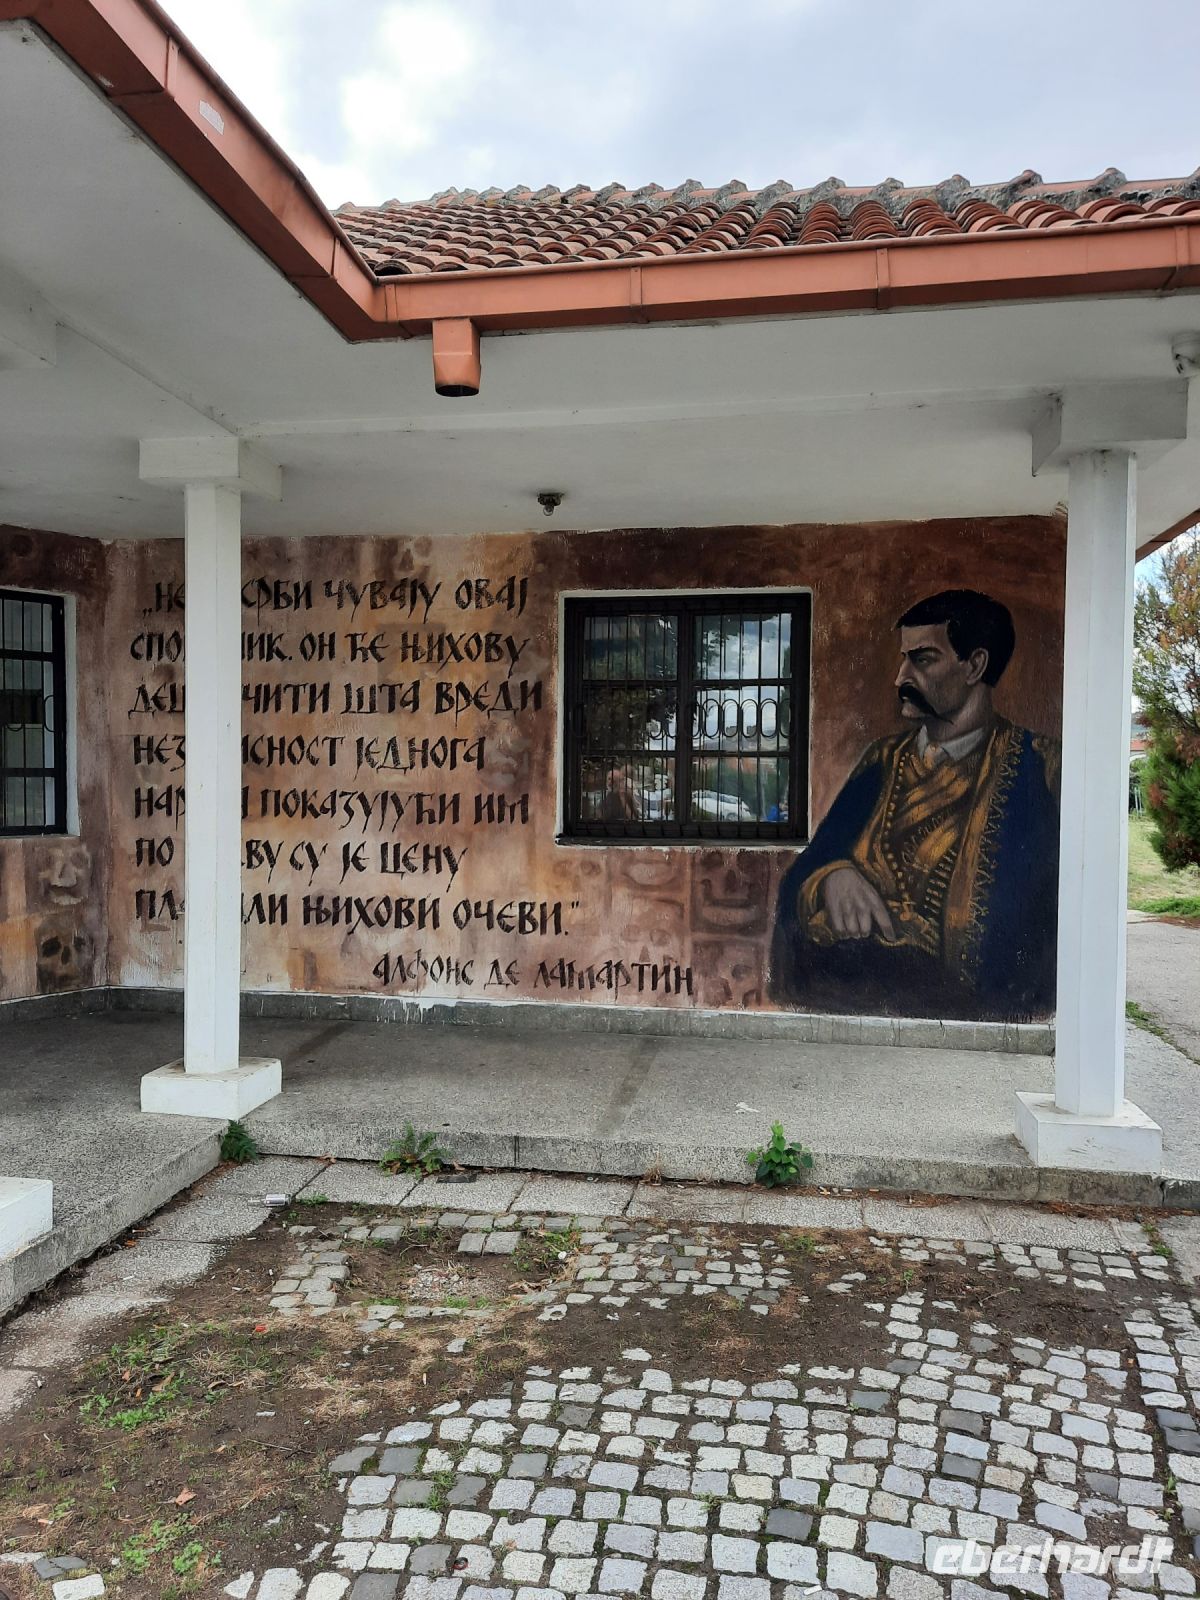 СРБИ ЧУВАЈУ ОВАЈ
ОН ЋЕ ЊИХОВУ
ШТА ВРЕДИ
ЈЕДНОГА
ПОКАЗУЈУЋИ ИМ
ПО СУ ЈЕ ЦЕНУ
ЊИХОВИ ОЧЕВИ."
АЛФОНС ДЕ ЛАМАРТИН
eberhardt